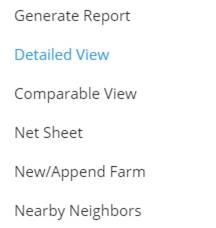 Generate Report
Detailed View
Comparable View
Net Sheet
New/Append Farm
Nearby Neighbors